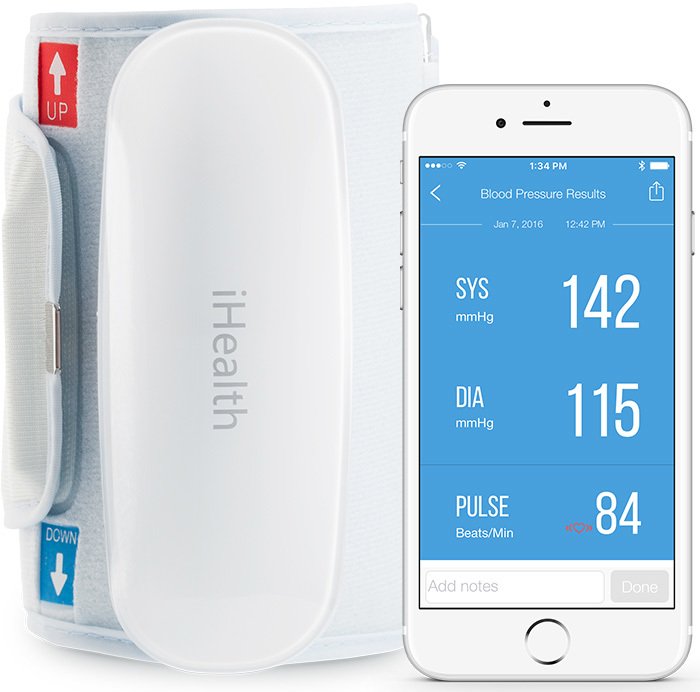 UP
iHealth
DOWN
1:34 PM
Blood Pressure Results
Jan 7, 2016 12:42 PM
SYS
mmHg
142
DIA
mmHg
115
PULSE
Beats/Min
84
Add notes
Done